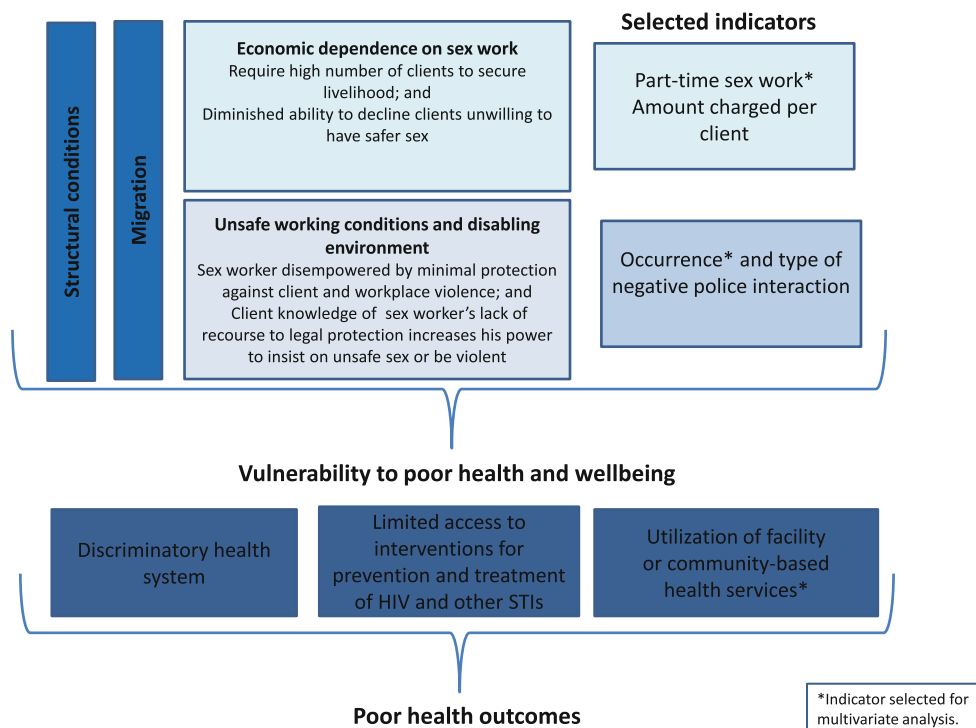 Structural conditions
Migration
Economic dependence on sex work
Require high number of clients to secure
livelihood; and
Diminished ability to decline clients unwilling to
have safer sex
Selected indicators
Part-time sex work*
Amount charged per
client
Unsafe working conditions and disabling
environment
Sex worker disempowered by minimal protection
against client and workplace violence; and
Client knowledge of sex worker’s lack of
recourse to legal protection increases his power
to insist on unsafe sex or be violent
Occurrence* and type of
negative police interaction
Vulnerability to poor health and wellbeing
Discriminatory health
system
Limited access to
interventions for
prevention and treatment
of HIV and other STIs
Utilization of facility
or community-based
health services*
Poor health outcomes
*Indicator selected for
multivariate analysis.